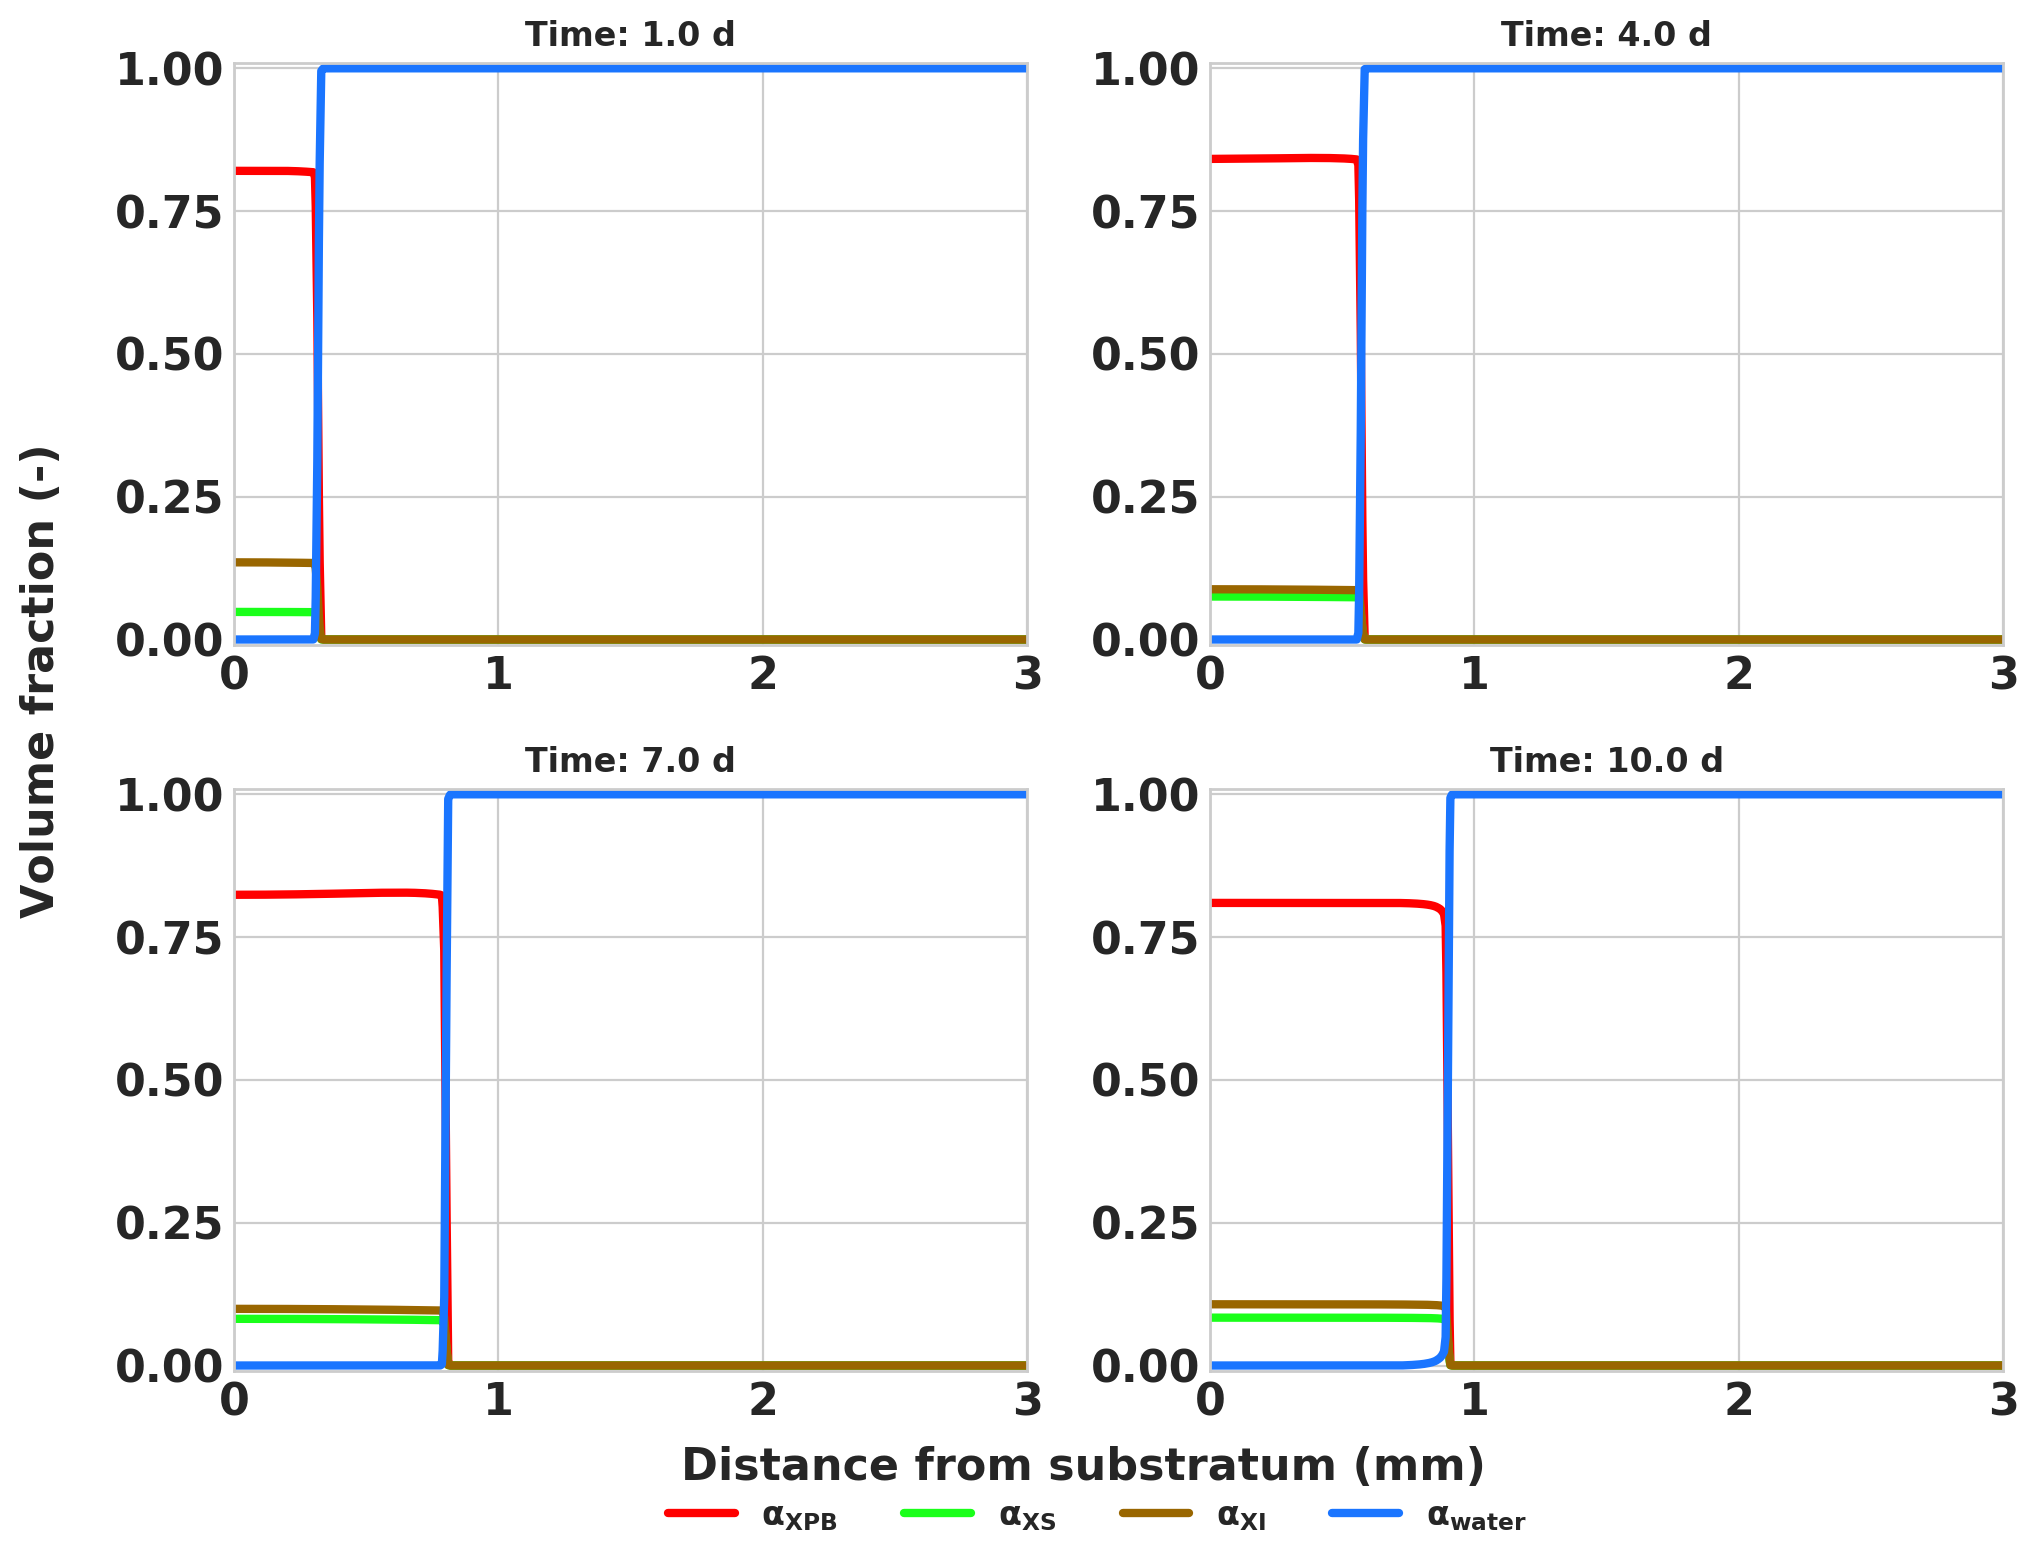 Time: 1.0 d
1.00
0.75
0.50
0.25
0.00
0 1 2 3
Time: 4.0 d
1.00
0.75
0.50
0.25
0.00
0 1 2 3
Volume fraction (-)
Time: 7.0 d
1.00
0.75
0.50
0.25
0.00
0 1 2 3
Time: 10.0 d
1.00
0.75
0.50
0.25
0.00
0 1 2 3
Distance from substratum (mm)
αXPB αXS αXI αwater